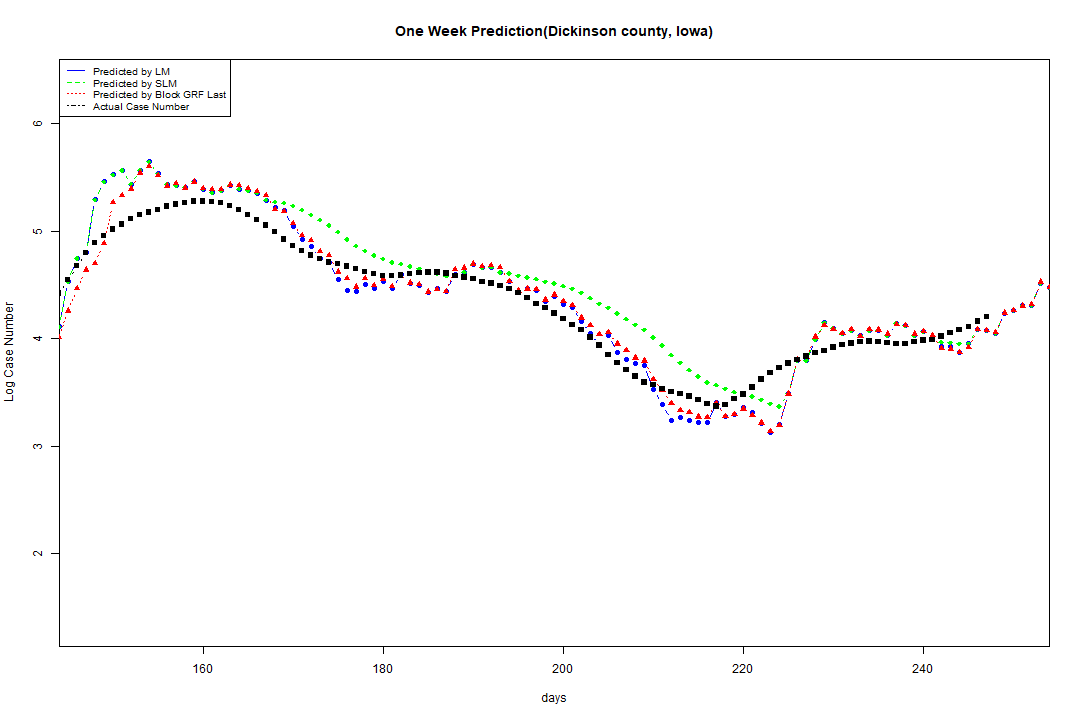 One Week Prediction(Dickinson county, Iowa)
Predicted by LM
Predicted by SLM
Predicted by Block GRF Last
Actual Case Number
6
5
4
3
2
Log Case Number
160 180 200 220 240
days